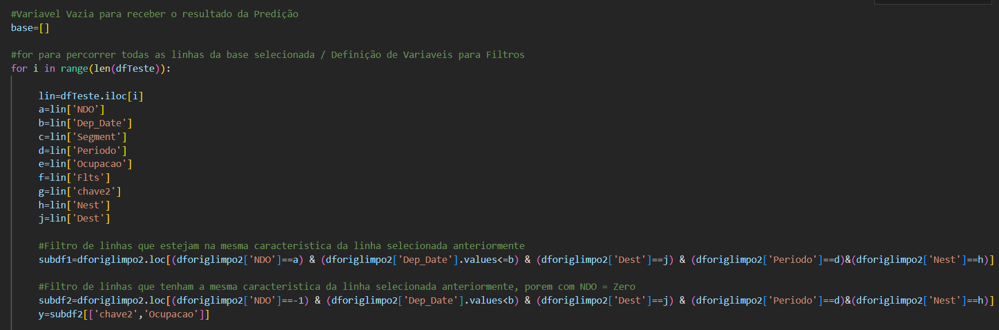 #Variavel Vazia para receber o resultado da Predição
base=[]
#for para percorrer todas as linhas da base selecionada / Definição de Variaveis para Filtros
for i in range(len(dfTeste)):
lin=dfTeste.iloc[i]
a=lin['NDO']
b=lin['Dep_Date']
c=lin['Segment']
d=lin['Periodo']
e=lin['Ocupacao']
f=lin['Flts']
g=lin['chave2']
h=lin['Nest']
j=lin['Dest']
#Filtro de linhas que estejam na mesma caracteristica da linha selecionada anteriormente
subdf1=dforiglimpo2.loc[(dforiglimpo2['NDO']==a) & (dforiglimpo2['Dep_Date'].values<=b) & (dforiglimpo2['Dest']==j) & (dforiglimpo2['Periodo']==d)&(dforiglimpo2['Nest']==h)]
#Filtro de linhas que tenham a mesma caracteristica da linha selecionada anteriormente, porem com NDO = Zero
subdf2=dforiglimpo2.loc[(dforiglimpo2['NDO']==-1) & (dforiglimpo2['Dep_Date'].values<b) & (dforiglimpo2['Dest']==j) & (dforiglimpo2['Periodo']==d)&(dforiglimpo2['Nest']==h)]
y=subdf2[['chave2','Ocupacao']]